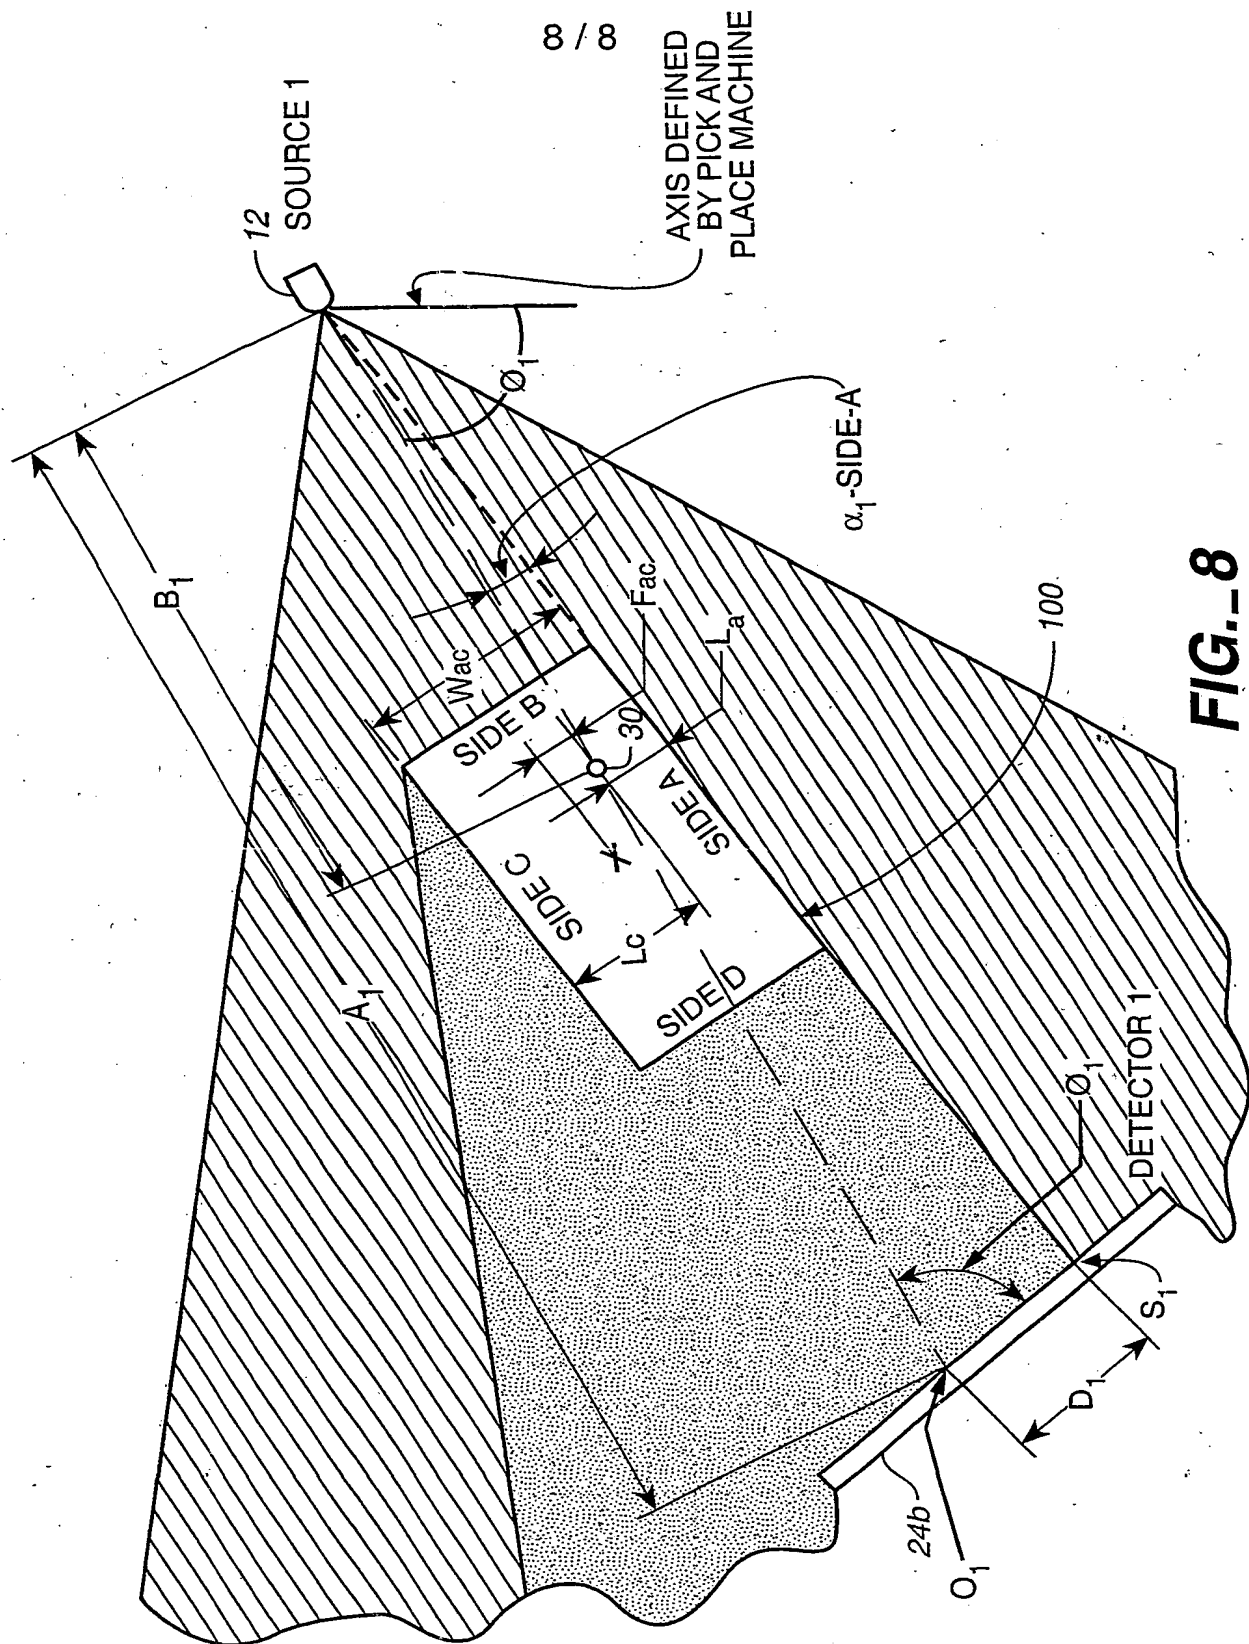 8 / 8
12
SOURCE 1
AXIS DEFINED
BY PICK AND
PLACE MACHINE
B₁
Ø₁
α₁-SIDE-A
Wac
Fac.
Lₐ
SIDE B
30
SIDE A
X
SIDE C
Lc
SIDE D
100
A₁
Ø₁
DETECTOR 1
S₁
D₁
24b
O₁
FIG._8